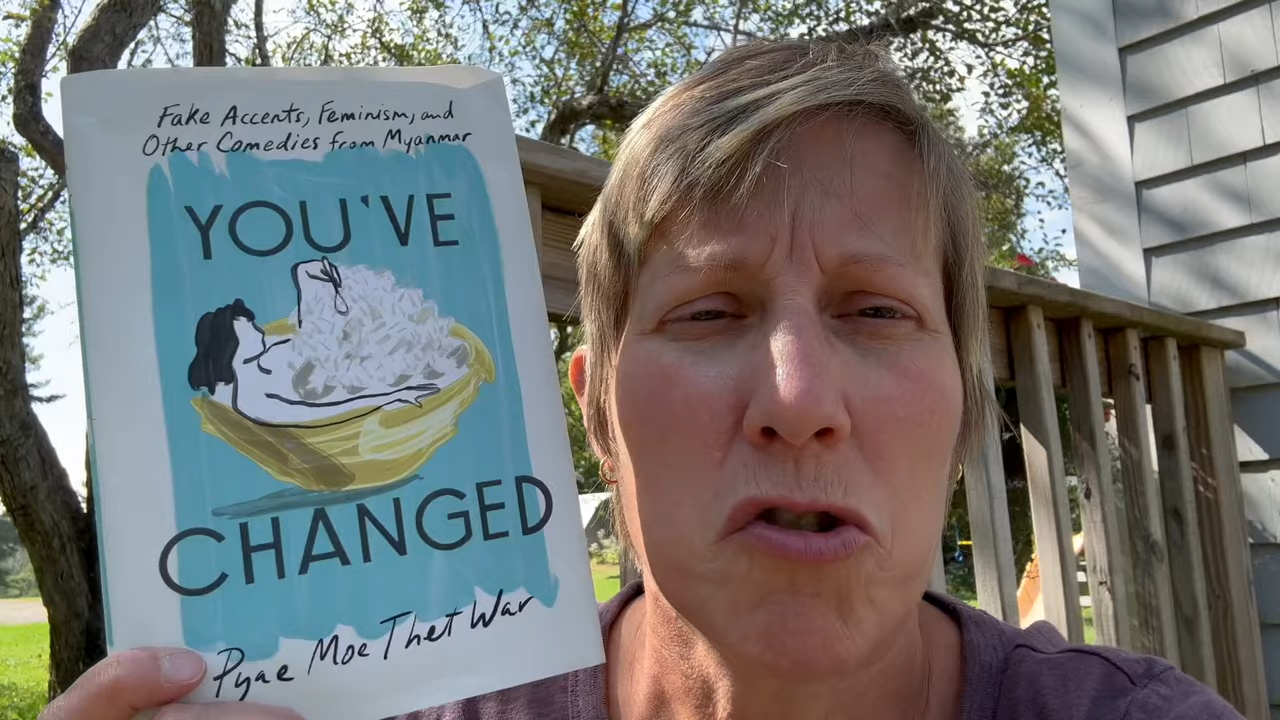 Fake Accents, Feminism, and
Other Comedies from Myanmar
YOU'VE
CHANGED
Pyae Moe Thet War